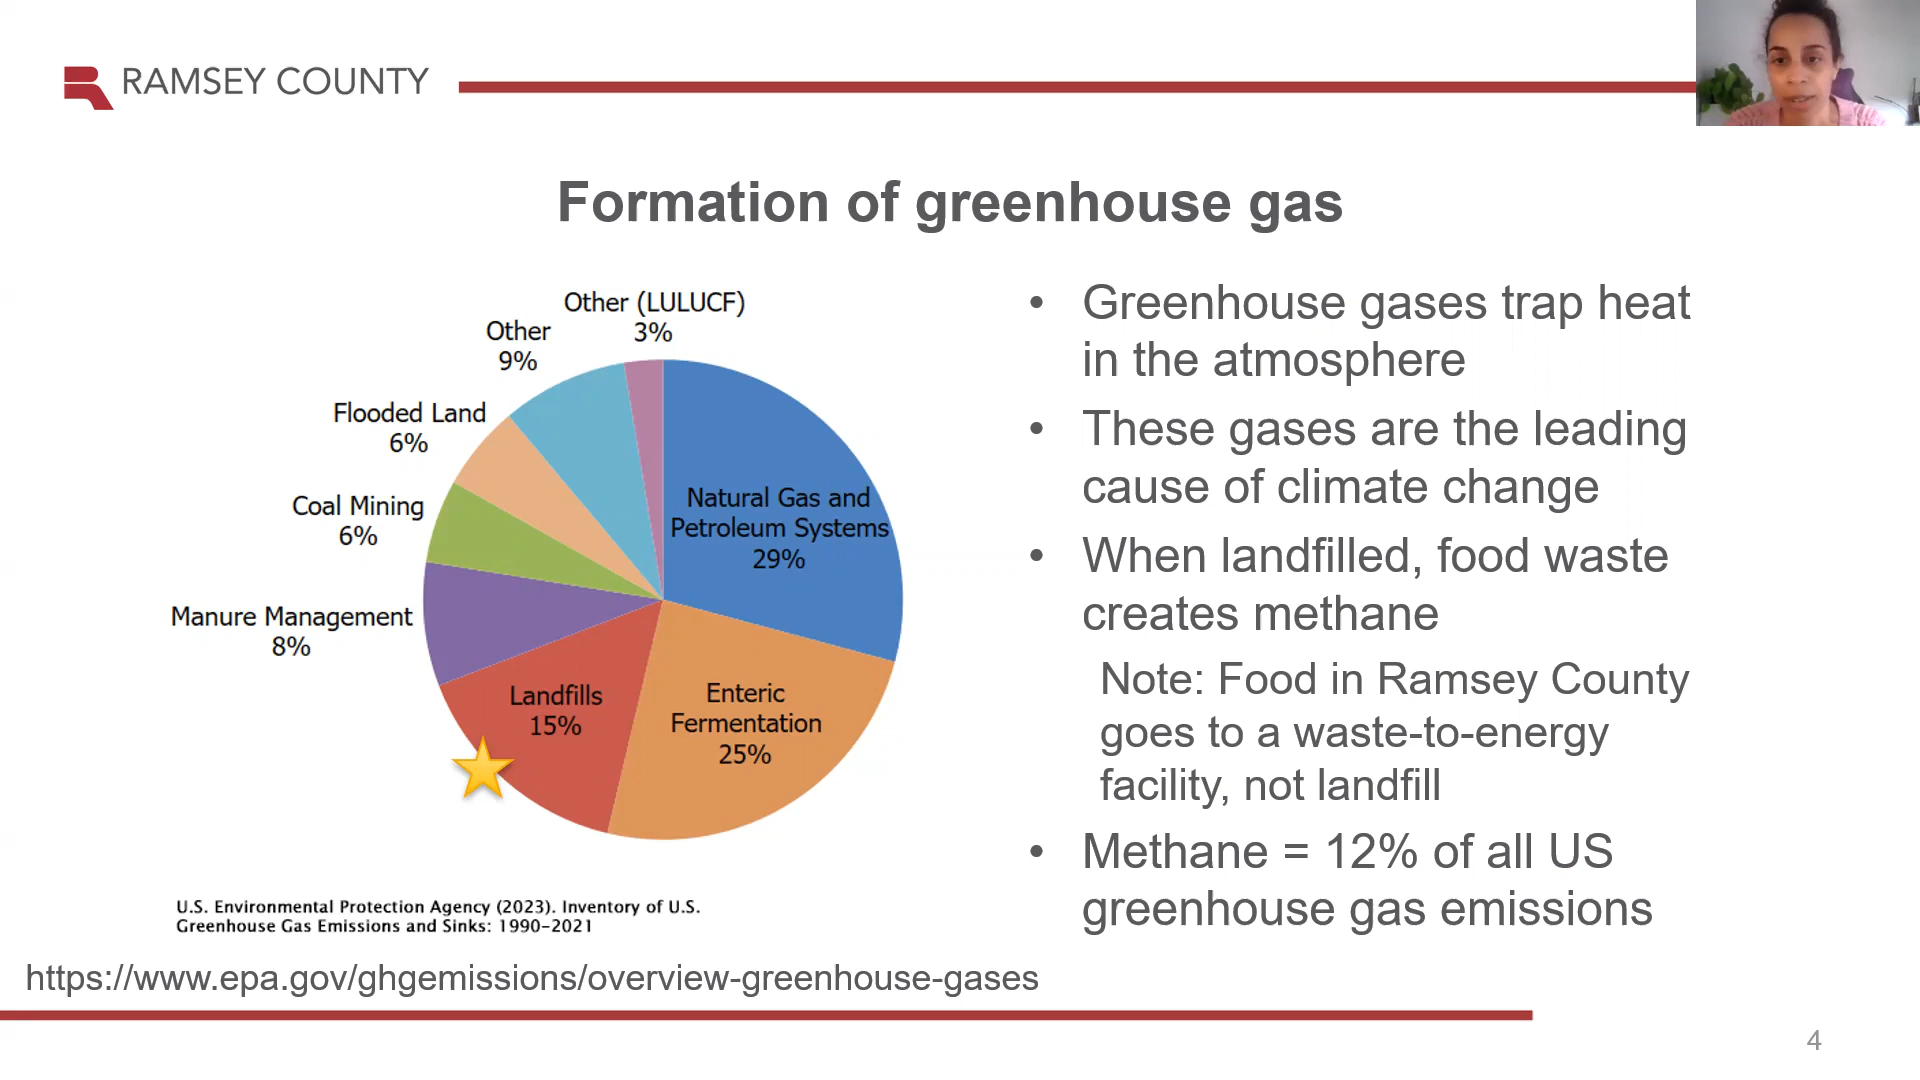 RAMSEY COUNTY
Formation of greenhouse gas
Other (LULUCF)
3%
Other
9%
Flooded Land
6%
Coal Mining
6%
Manure Management
8%
Landfills
15%
Enteric
Fermentation
25%
Natural Gas and
Petroleum Systems
29%
U.S. Environmental Protection Agency (2023). Inventory of U.S.
Greenhouse Gas Emissions and Sinks: 1990-2021
https://www.epa.gov/ghgemissions/overview-greenhouse-gases
• Greenhouse gases trap heat
in the atmosphere
• These gases are the leading
cause of climate change
• When landfilled, food waste
creates methane
Note: Food in Ramsey County
goes to a waste-to-energy
facility, not landfill
• Methane = 12% of all US
greenhouse gas emissions
4